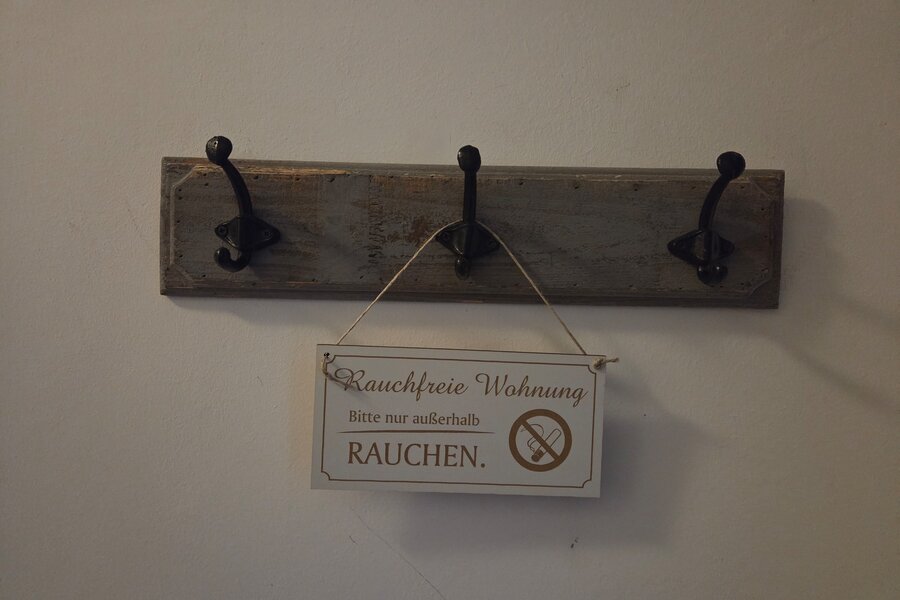 Rauchfreie Wohnung
Bitte nur außerhalb
RAUCHEN.